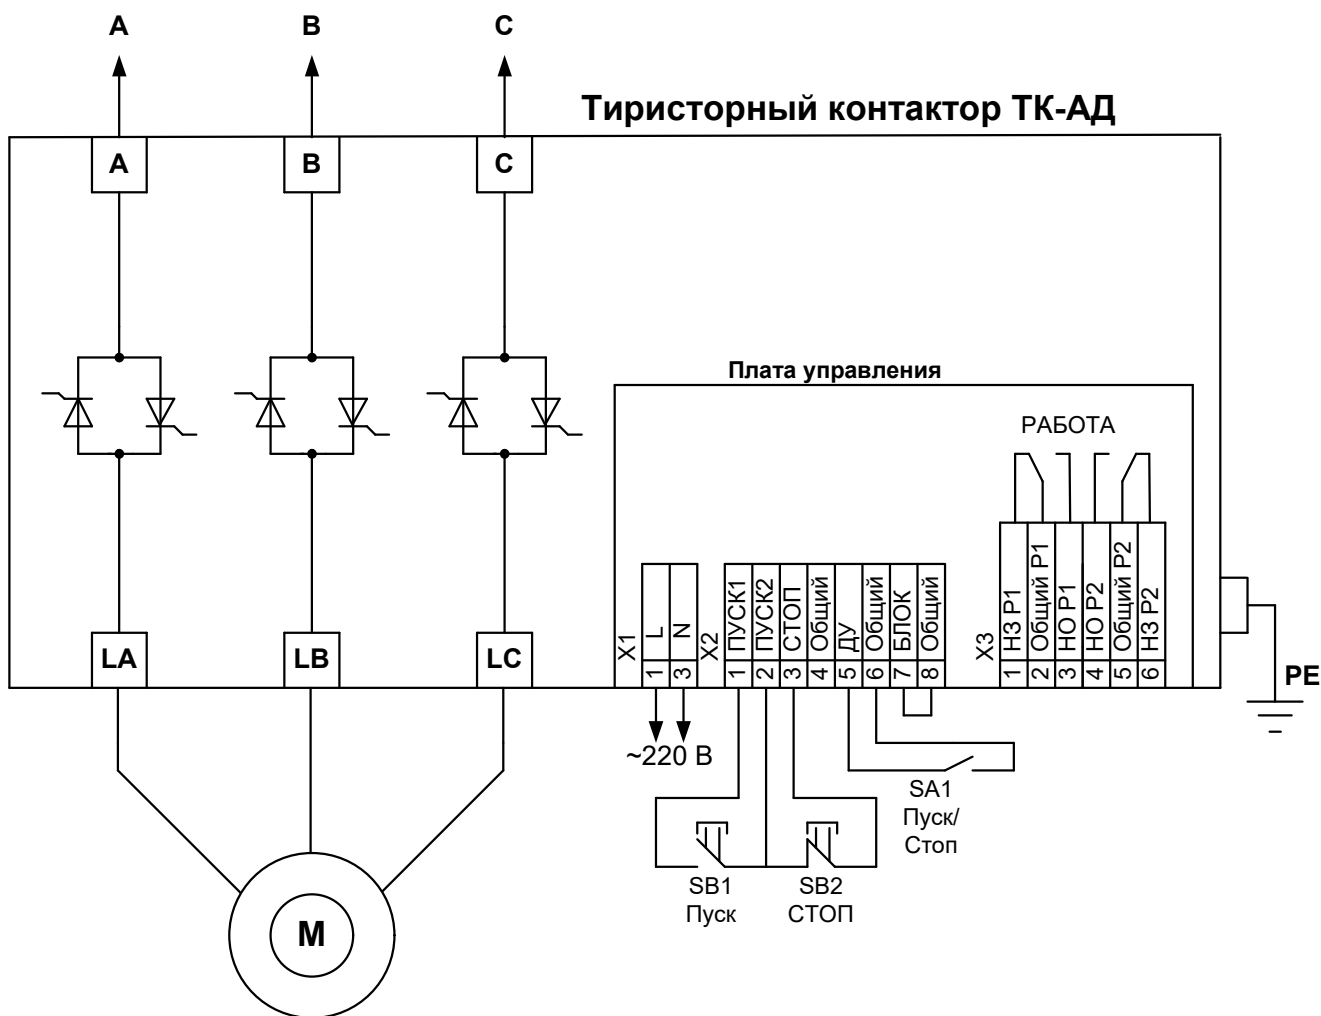 A B C
Тиристорный контактор ТК-АД
A B C
Плата управления
РАБОТА
LA LB LC
X1
L
N
1
3
X2
ПУСК1
ПУСК2
СТОП
Общий
ДУ
Общий
БЛОК
Общий
1
2
3
4
5
6
7
8
X3
НЗ Р1
Общий Р1
НО Р1
НО Р2
Общий Р2
НЗ Р2
1
2
3
4
5
6
PE
~220 В
SA1
Пуск/
Стоп
SB1
Пуск
SB2
СТОП
M